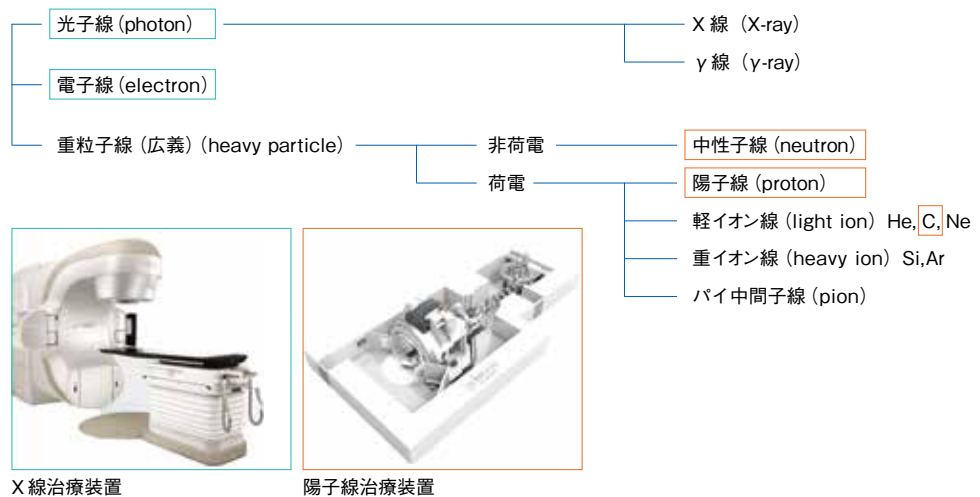 光子線(photon)
X 線（X-ray）
γ 線（γ-ray）
電子線(electron)
重粒子線（広義）(heavy particle)
非荷電
中性子線(neutron)
荷電
陽子線(proton)
軽イオン線(light ion) He, C, Ne
重イオン線(heavy ion) Si,Ar
パイ中間子線(pion)
X 線治療装置
陽子線治療装置